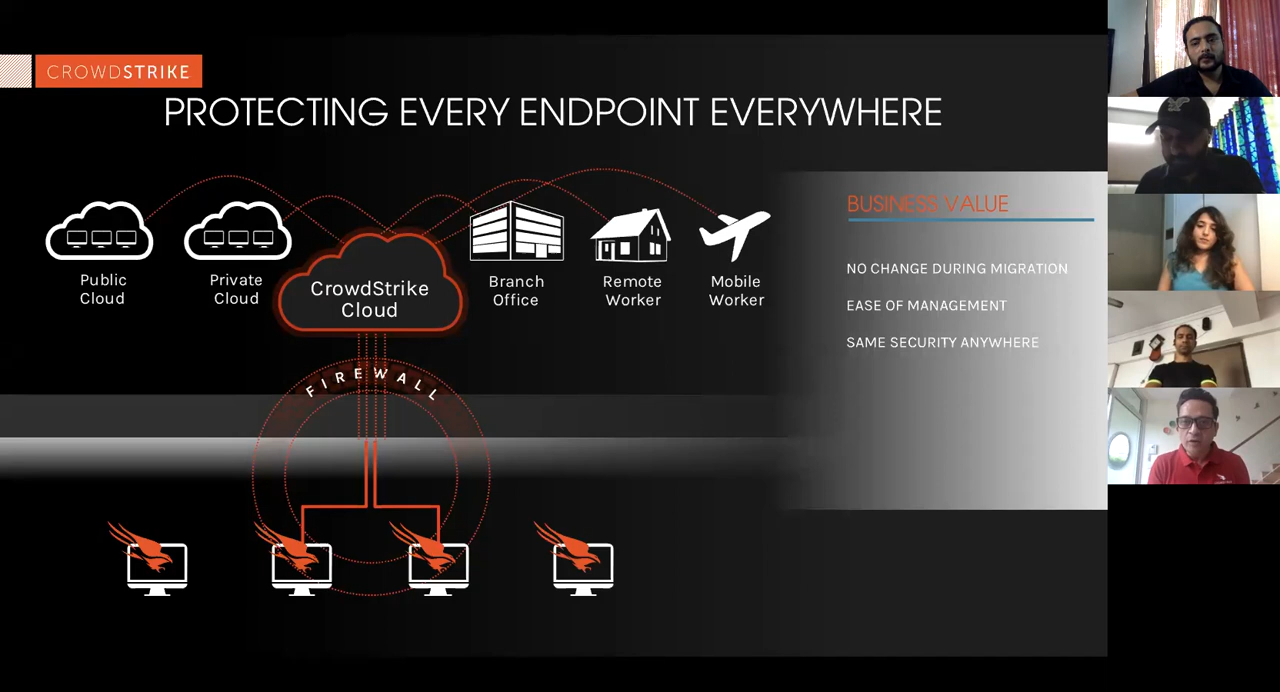 CROWDSTRIKE
PROTECTING EVERY ENDPOINT EVERYWHERE
Public
Cloud
Private
Cloud
CrowdStrike
Cloud
Branch
Office
Remote
Worker
Mobile
Worker
FIREWALL
BUSINESS VALUE
NO CHANGE DURING MIGRATION
EASE OF MANAGEMENT
SAME SECURITY ANYWHERE